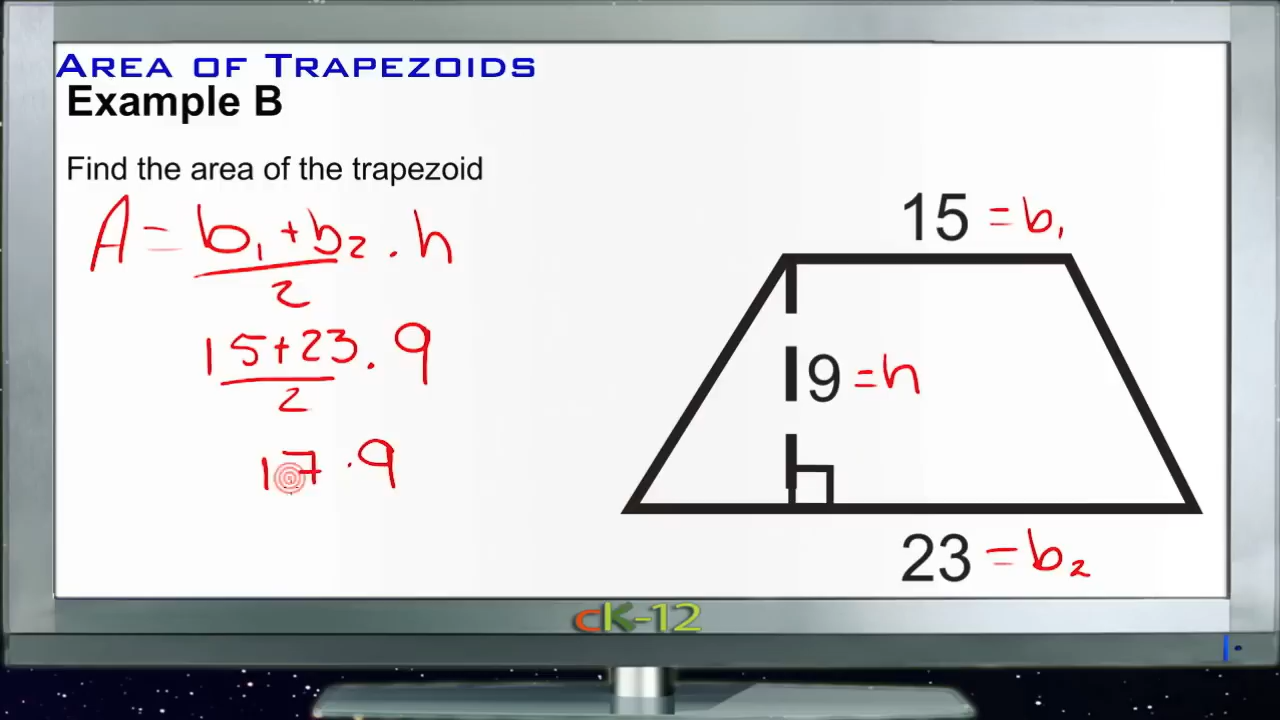 AREA OF TRAPEZOIDS
Example B
Find the area of the trapezoid
A = b₁+b₂/2 . h
15+23/2 . 9
17 . 9
15 = b₁
9 = h
23 = b₂
cK-12